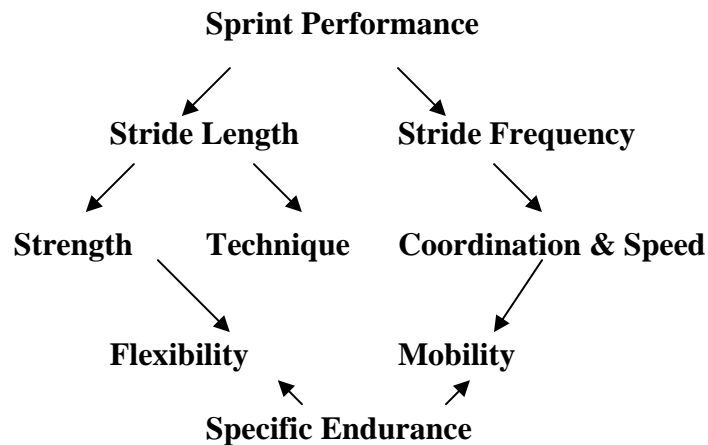 Sprint Performance
Stride Length Stride Frequency
Strength Technique Coordination & Speed
Flexibility Mobility
Specific Endurance